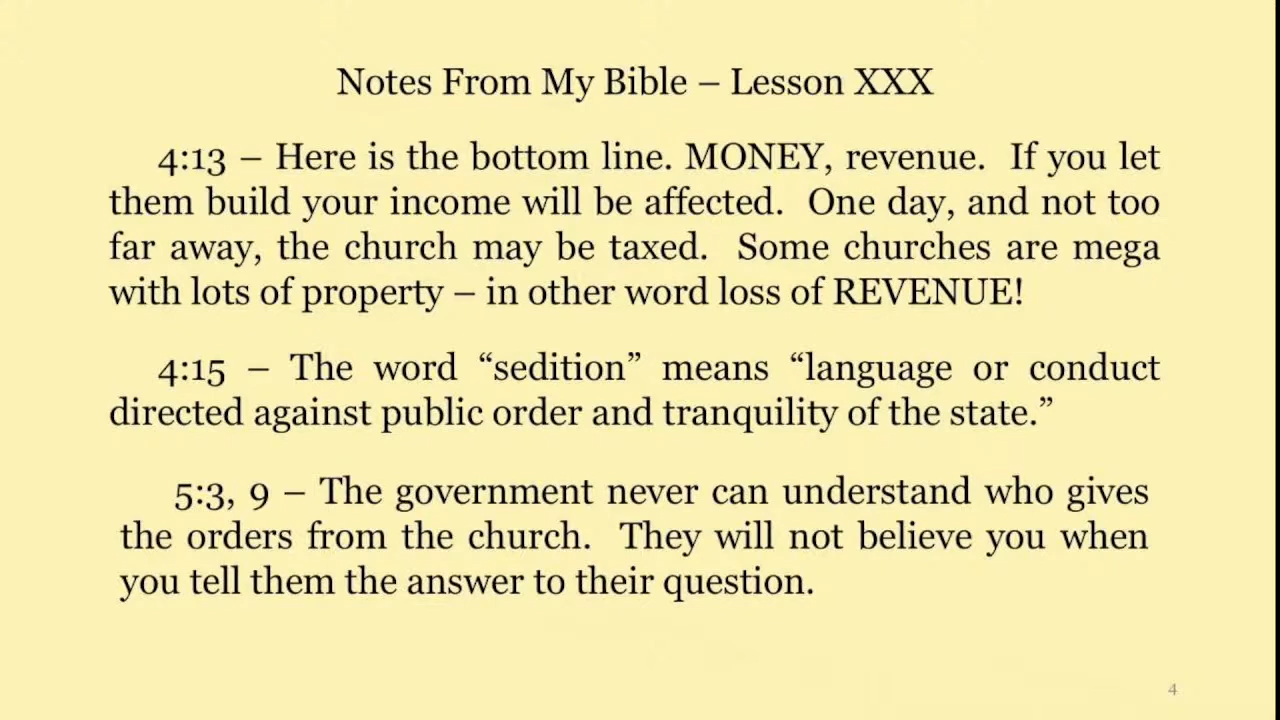 Notes From My Bible – Lesson XXX
4:13 – Here is the bottom line. MONEY, revenue.  If you let
them build your income will be affected.  One day, and not too
far away, the church may be taxed.  Some churches are mega
with lots of property – in other word loss of REVENUE!
4:15 – The word “sedition” means “language or conduct
directed against public order and tranquility of the state.”
5:3, 9 – The government never can understand who gives
the orders from the church.  They will not believe you when
you tell them the answer to their question.
4